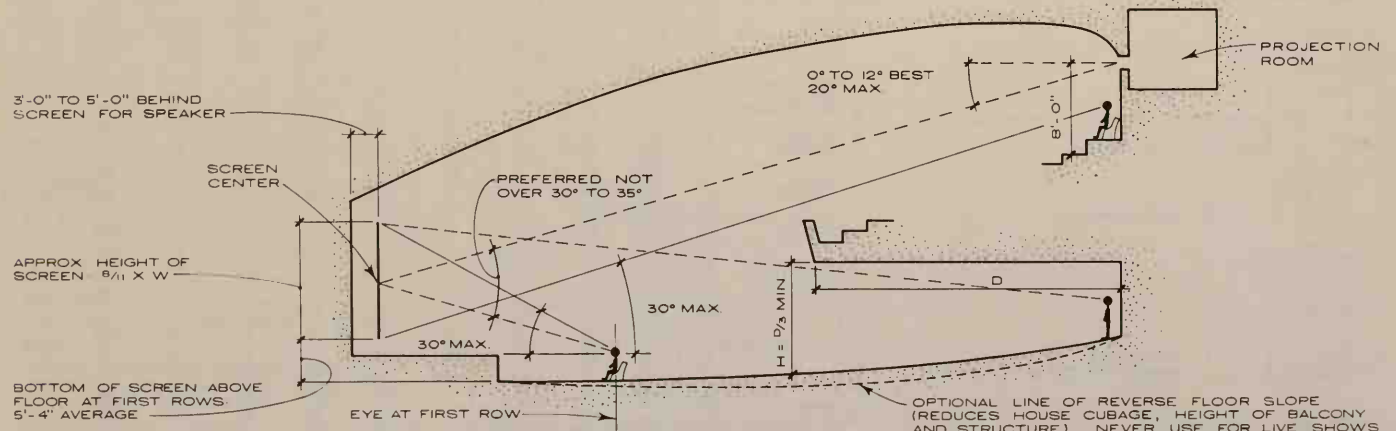 PROJECTION
ROOM
0° TO 12° BEST
20° MAX.
3'-0" TO 5'-0" BEHIND
SCREEN FOR SPEAKER
8'-0"
SCREEN
CENTER
PREFERRED NOT
OVER 30° TO 35°
APPROX HEIGHT OF
SCREEN 8/11 X W
D
30° MAX.
H = D/3 MIN
30° MAX.
BOTTOM OF SCREEN ABOVE
FLOOR AT FIRST ROWS
5'-4" AVERAGE
EYE AT FIRST ROW
OPTIONAL LINE OF REVERSE FLOOR SLOPE
(REDUCES HOUSE CUBAGE, HEIGHT OF BALCONY
AND STRUCTURE) NEVER USE FOR LIVE SHOWS